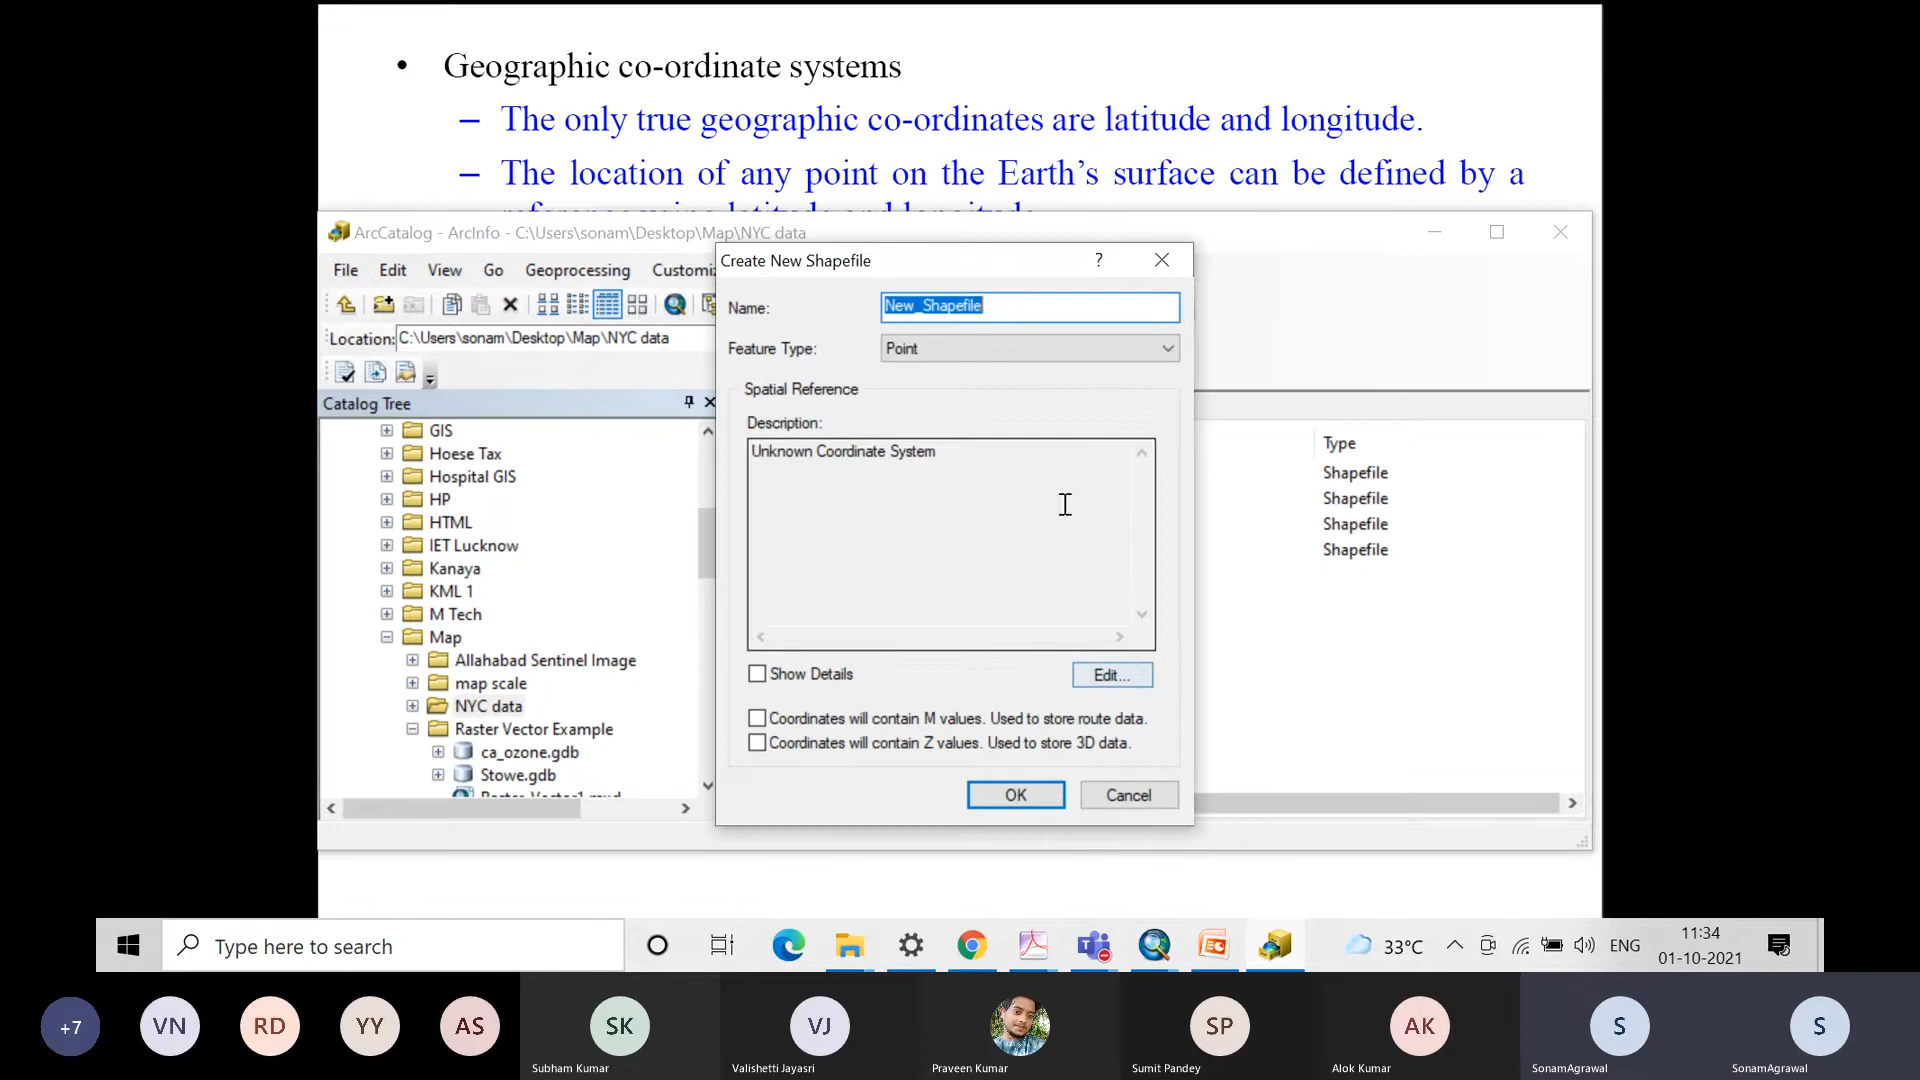 • Geographic co-ordinate systems
– The only true geographic co-ordinates are latitude and longitude.
– The location of any point on the Earth's surface can be defined by a
reference using latitude and longitude
ArcCatalog - ArcInfo - C:\Users\sonam\Desktop\Map\NYC data
File Edit View Go Geoprocessing Customi
Location: C:\Users\sonam\Desktop\Map\NYC data
Catalog Tree
GIS
Hoese Tax
Hospital GIS
HP
HTML
IET Lucknow
Kanaya
KML 1
M Tech
Map
Allahabad Sentinel Image
map scale
NYC data
Raster Vector Example
ca_ozone.gdb
Stowe.gdb
Create New Shapefile
Name: New_Shapefile
Feature Type: Point
Spatial Reference
Description:
Unknown Coordinate System
Show Details
Edit...
Coordinates will contain M values. Used to store route data.
Coordinates will contain Z values. Used to store 3D data.
OK Cancel
Type
Shapefile
Shapefile
Shapefile
Shapefile
Type here to search
33°C
ENG
11:34
01-10-2021
+7 VN RD YY AS SK VJ SP AK S S
Subham Kumar Valishetti Jayasri Praveen Kumar Sumit Pandey Alok Kumar SonamAgrawal SonamAgrawal